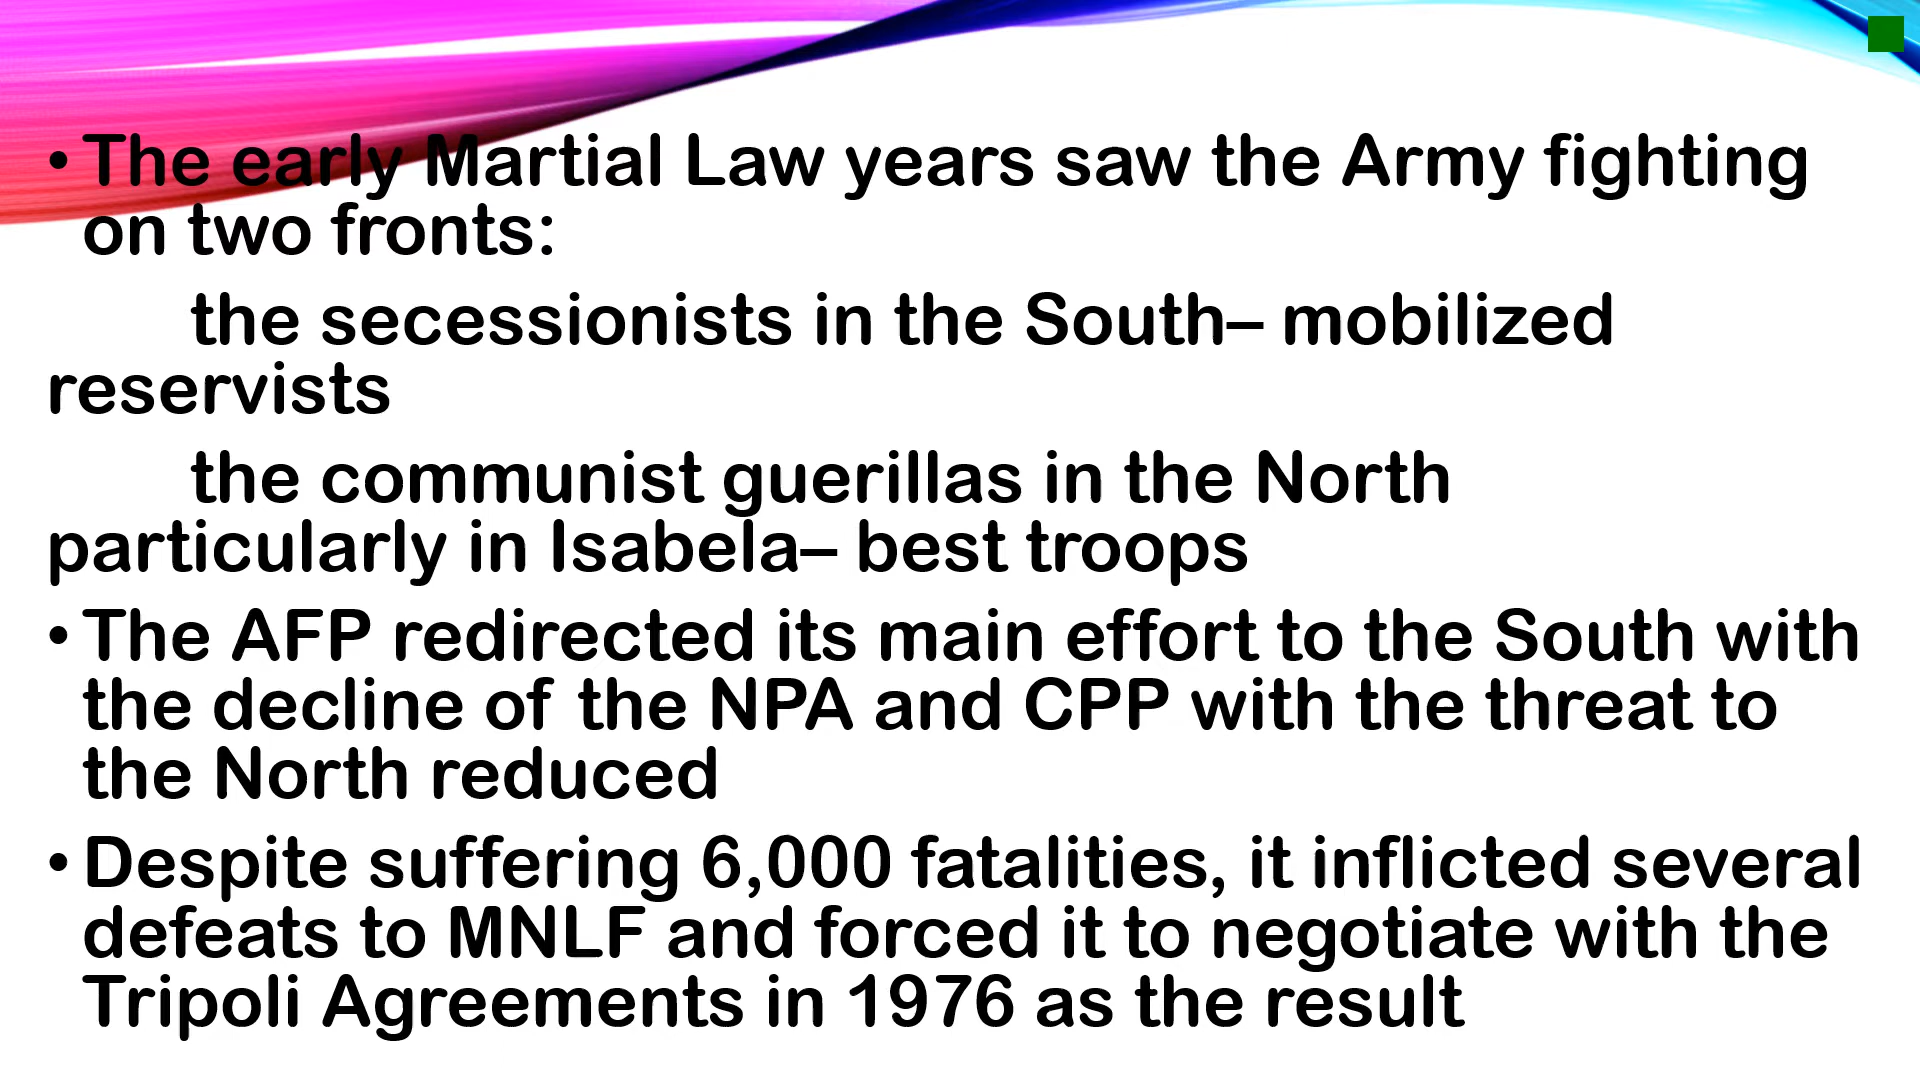 • The early Martial Law years saw the Army fighting
on two fronts:
the secessionists in the South– mobilized
reservists
the communist guerillas in the North
particularly in Isabela– best troops
• The AFP redirected its main effort to the South with
the decline of the NPA and CPP with the threat to
the North reduced
• Despite suffering 6,000 fatalities, it inflicted several
defeats to MNLF and forced it to negotiate with the
Tripoli Agreements in 1976 as the result